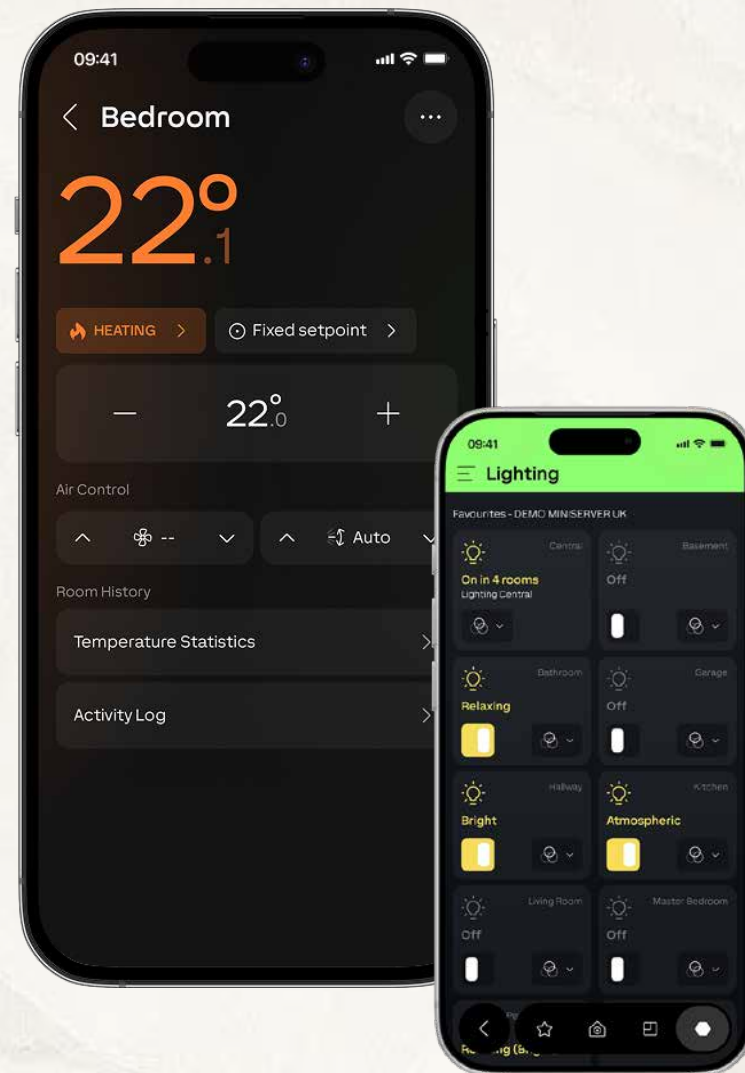 09:41
Bedroom
22°.1
HEATING
Fixed setpoint
22°.0
Air Control
--
Auto
Room History
Temperature Statistics
Activity Log
09:41
Lighting
Favourites - DEMO MINISERVER UK
Central
On in 4 rooms
Lighting Central
Basement
Off
Bathroom
Relaxing
Garage
Off
Hallway
Bright
Kitchen
Atmospheric
Living Room
Off
Master Bedroom
Off